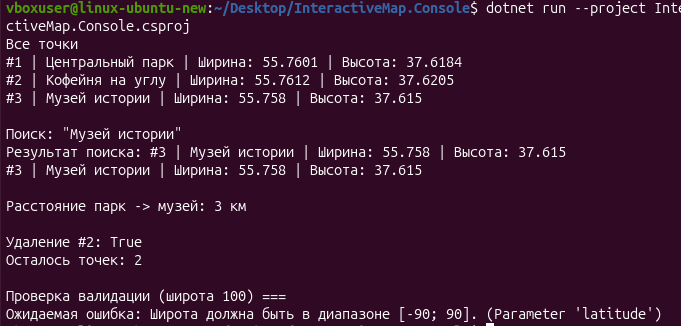 vboxuser@linux-ubuntu-new:~/Desktop/InteractiveMap.Console$ dotnet run --project Inte
ctiveMap.Console.csproj
Все точки
#1 | Центральный парк | Ширина: 55.7601 | Высота: 37.6184
#2 | Кофейня на углу | Ширина: 55.7612 | Высота: 37.6205
#3 | Музей истории | Ширина: 55.758 | Высота: 37.615
Поиск: "Музей истории"
Результат поиска: #3 | Музей истории | Ширина: 55.758 | Высота: 37.615
#3 | Музей истории | Ширина: 55.758 | Высота: 37.615
Расстояние парк -> музей: 3 км
Удаление #2: True
Осталось точек: 2
Проверка валидации (широта 100) ===
Ожидаемая ошибка: Широта должна быть в диапазоне [-90; 90]. (Parameter 'latitude')